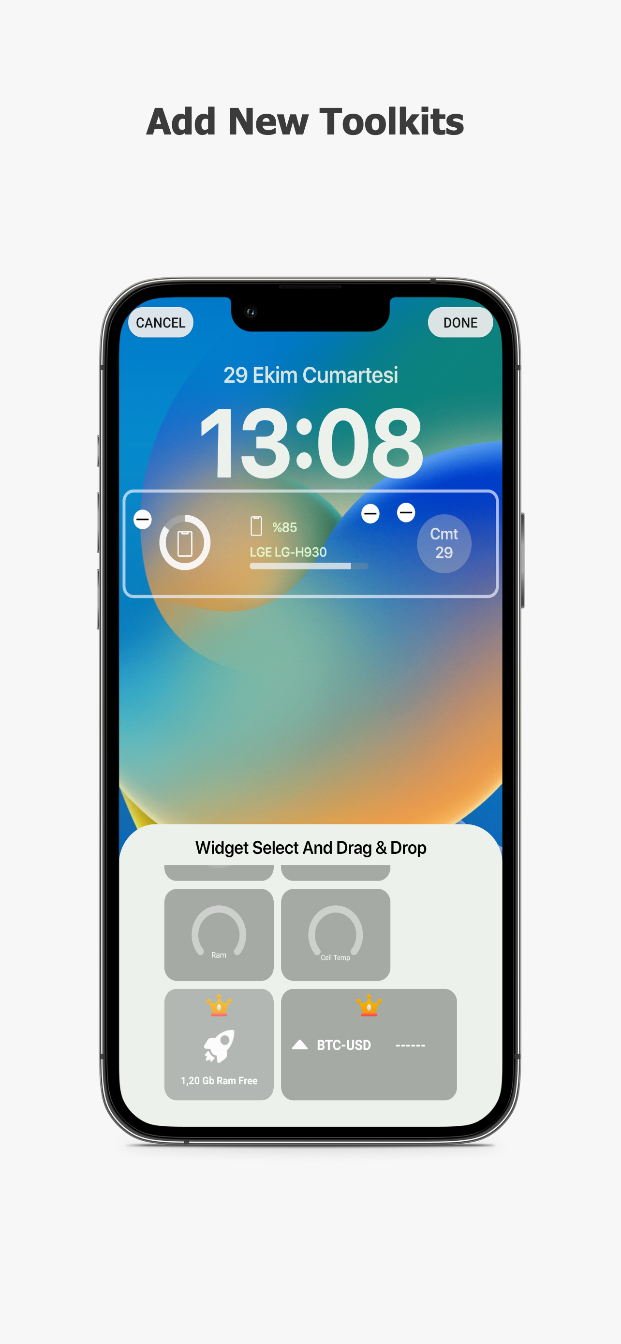 Add New Toolkits
CANCEL
DONE
29 Ekim Cumartesi
13:08
%85
LGE LG-H930
Cmt
29
Widget Select And Drag & Drop
Ram
Cell Temp
1,20 Gb Ram Free
BTC-USD
------